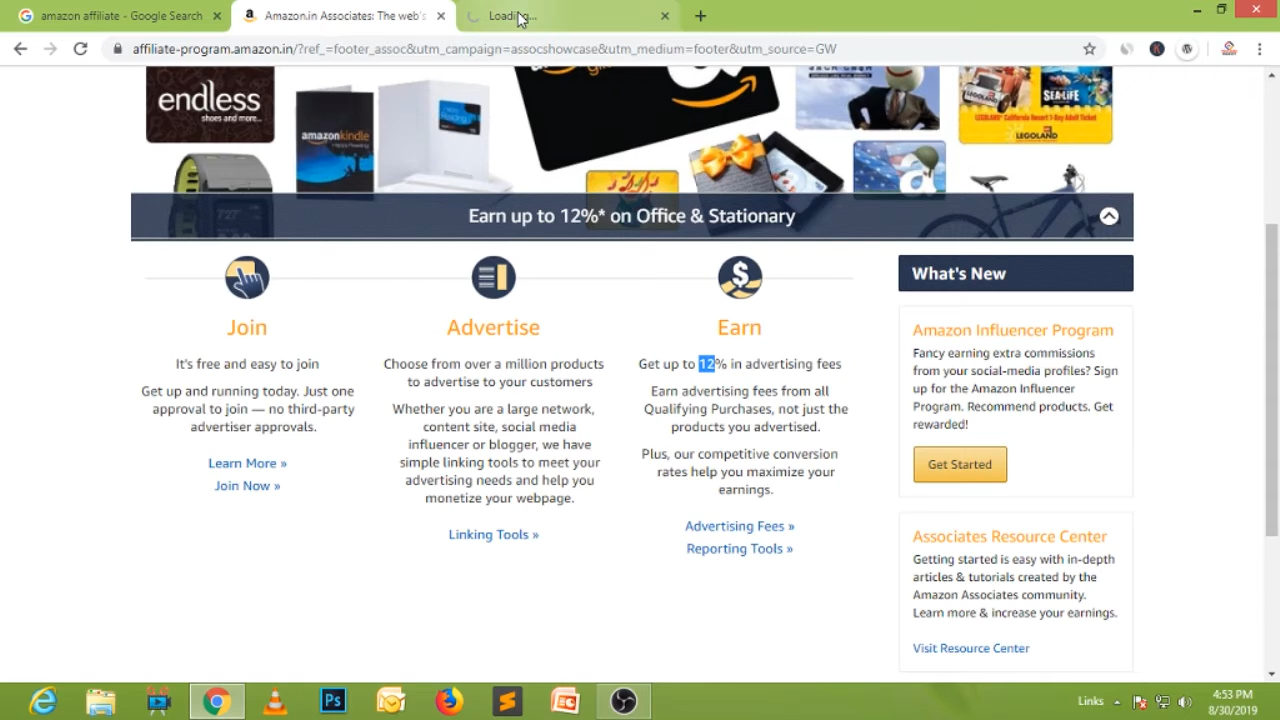 amazon affiliate - Google Search
Amazon.in Associates: The web's
Loading...
affiliate-program.amazon.in/?ref_=footer_assoc&utm_campaign=assocshowcase&utm_medium=footer&utm_source=GW
endless
shoes and more...
amazonkindle
SEA LIFE
LEGOLAND
Earn up to 12%* on Office & Stationary
What's New
Join
It's free and easy to join
Get up and running today. Just one
approval to join — no third-party
advertiser approvals.
Learn More »
Join Now »
Advertise
Choose from over a million products
to advertise to your customers
Whether you are a large network,
content site, social media
influencer or blogger, we have
simple linking tools to meet your
advertising needs and help you
monetize your webpage.
Linking Tools »
Earn
Get up to 12% in advertising fees
Earn advertising fees from all
Qualifying Purchases, not just the
products you advertised.
Plus, our competitive conversion
rates help you maximize your
earnings.
Advertising Fees »
Reporting Tools »
Amazon Influencer Program
Fancy earning extra commissions
from your social-media profiles? Sign
up for the Amazon Influencer
Program. Recommend products. Get
rewarded!
Get Started
Associates Resource Center
Getting started is easy with in-depth
articles & tutorials created by the
Amazon Associates community.
Learn more & increase your earnings.
Visit Resource Center
Ps
Links
4:53 PM
8/30/2019